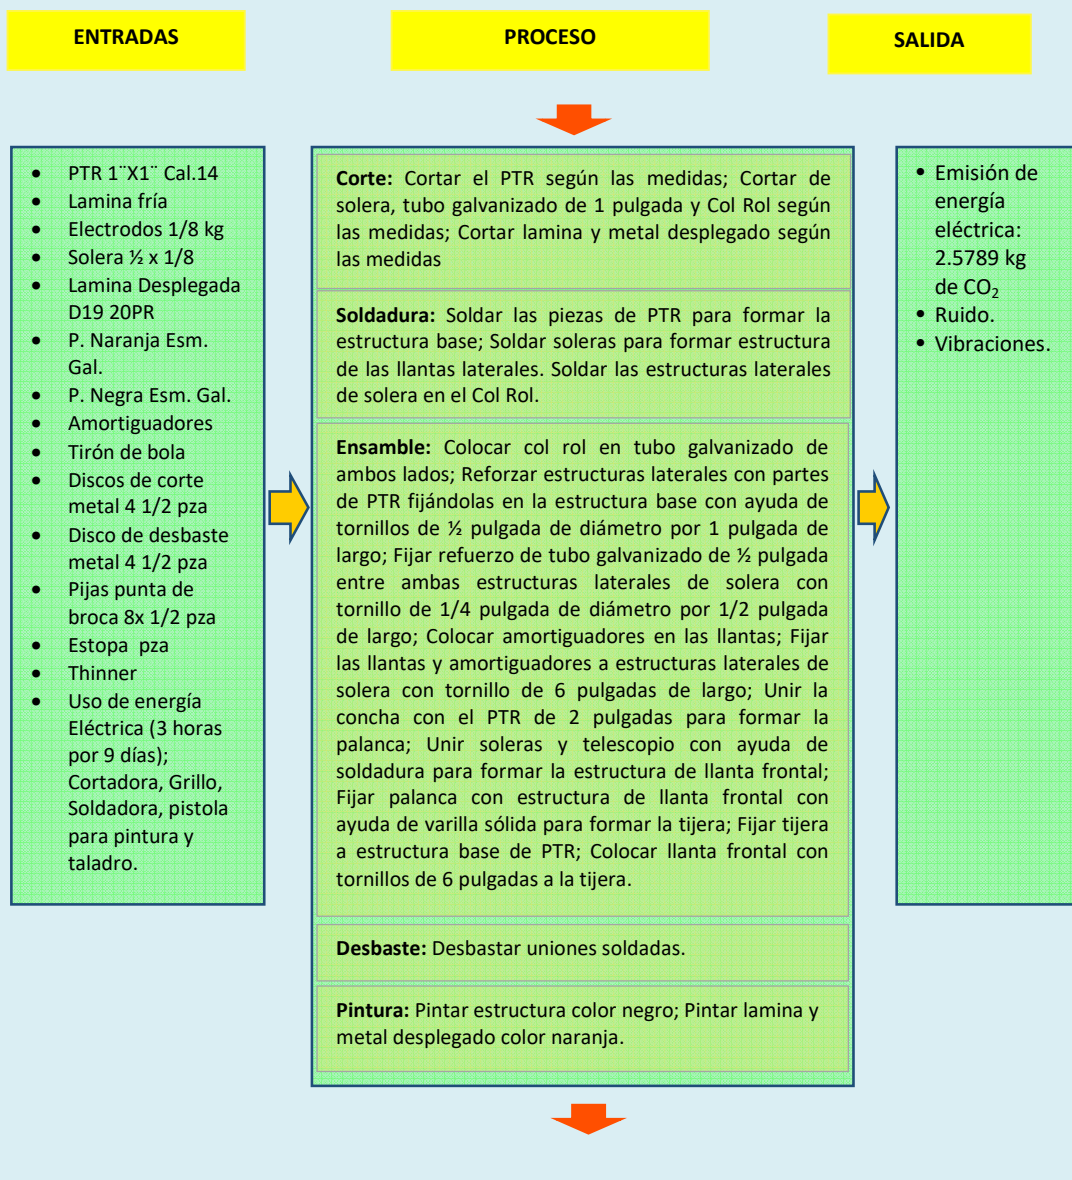 ENTRADAS
PROCESO
SALIDA
• PTR 1¨X1¨ Cal.14
• Lamina fría
• Electrodos 1/8 kg
• Solera ½ x 1/8
• Lamina Desplegada
D19 20PR
• P. Naranja Esm.
Gal.
• P. Negra Esm. Gal.
• Amortiguadores
• Tirón de bola
• Discos de corte
metal 4 1/2 pza
• Disco de desbaste
metal 4 1/2 pza
• Pijas punta de
broca 8x 1/2 pza
• Estopa pza
• Thinner
• Uso de energía
Eléctrica (3 horas
por 9 días);
Cortadora, Grillo,
Soldadora, pistola
para pintura y
taladro.
Corte: Cortar el PTR según las medidas; Cortar de
solera, tubo galvanizado de 1 pulgada y Col Rol según
las medidas; Cortar lamina y metal desplegado según
las medidas
Soldadura: Soldar las piezas de PTR para formar la
estructura base; Soldar soleras para formar estructura
de las llantas laterales. Soldar las estructuras laterales
de solera en el Col Rol.
Ensamble: Colocar col rol en tubo galvanizado de
ambos lados; Reforzar estructuras laterales con partes
de PTR fijándolas en la estructura base con ayuda de
tornillos de ½ pulgada de diámetro por 1 pulgada de
largo; Fijar refuerzo de tubo galvanizado de ½ pulgada
entre ambas estructuras laterales de solera con
tornillo de 1/4 pulgada de diámetro por 1/2 pulgada
de largo; Colocar amortiguadores en las llantas; Fijar
las llantas y amortiguadores a estructuras laterales de
solera con tornillo de 6 pulgadas de largo; Unir la
concha con el PTR de 2 pulgadas para formar la
palanca; Unir soleras y telescopio con ayuda de
soldadura para formar la estructura de llanta frontal;
Fijar palanca con estructura de llanta frontal con
ayuda de varilla sólida para formar la tijera; Fijar tijera
a estructura base de PTR; Colocar llanta frontal con
tornillos de 6 pulgadas a la tijera.
Desbaste: Desbastar uniones soldadas.
Pintura: Pintar estructura color negro; Pintar lamina y
metal desplegado color naranja.
• Emisión de
energía
eléctrica:
2.5789 kg
de CO₂
• Ruido.
• Vibraciones.